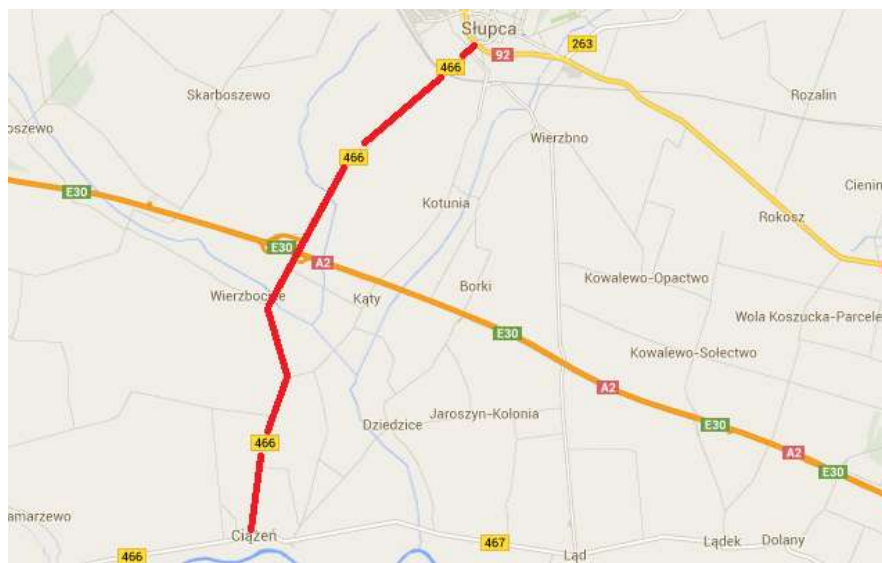 Słupca
92
263
466
Skarboszewo
Rozalin
oszewo
Wierzbno
466
E30
Cienin
Kotunia
Rokosz
E30
A2
Kowalewo-Opactwo
Borki
Wierzbocice
Kąty
Wola Koszucka-Parcele
E30
Kowalewo-Sołectwo
A2
Jaroszyn-Kolonia
Dziedzice
E30
466
A2
E30
amarzewo
Ciążeń
467
Lądek
Dolany
466
Ląd